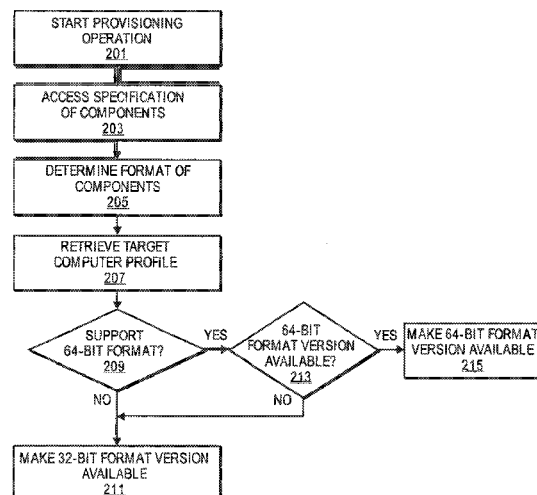 START PROVISIONING
OPERATION
201
ACCESS SPECIFICATION
OF COMPONENTS
203
DETERMINE FORMAT OF
COMPONENTS
205
RETRIEVE TARGET
COMPUTER PROFILE
207
SUPPORT
64-BIT FORMAT?
209
YES
64-BIT
FORMAT VERSION
AVAILABLE?
213
YES
MAKE 64-BIT FORMAT
VERSION AVAILABLE
215
NO
NO
MAKE 32-BIT FORMAT VERSION
AVAILABLE
211